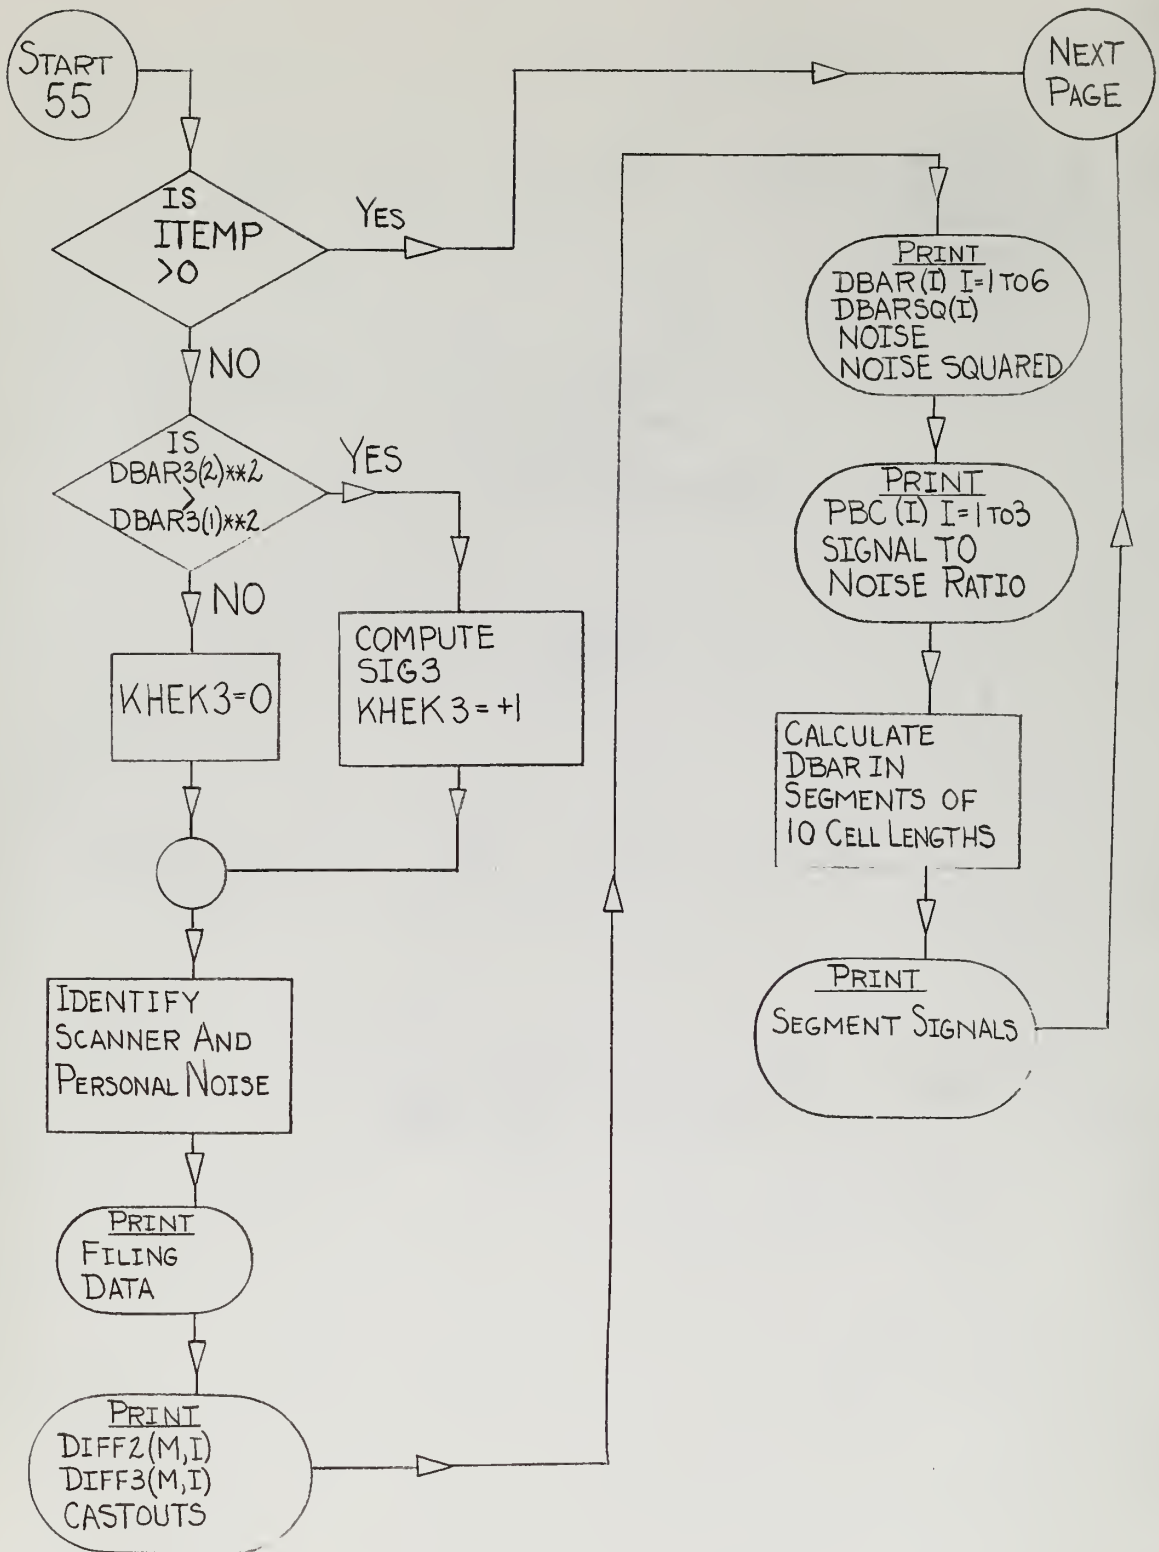 START
55
IS
ITEMP
>0
YES
NO
IS
DBAR3(2)**2
>
DBAR3(1)**2
YES
NO
KHEK3=0
COMPUTE
SIG3
KHEK3=+1
IDENTIFY
SCANNER AND
PERSONAL NOISE
PRINT
FILING
DATA
PRINT
DIFF2(M,I)
DIFF3(M,I)
CASTOUTS
PRINT
DBAR(I) I=1 TO 6
DBARSQ(I)
NOISE
NOISE SQUARED
PRINT
PBC(I) I=1 TO 3
SIGNAL TO
NOISE RATIO
CALCULATE
DBAR IN
SEGMENTS OF
10 CELL LENGTHS
PRINT
SEGMENT SIGNALS
NEXT
PAGE